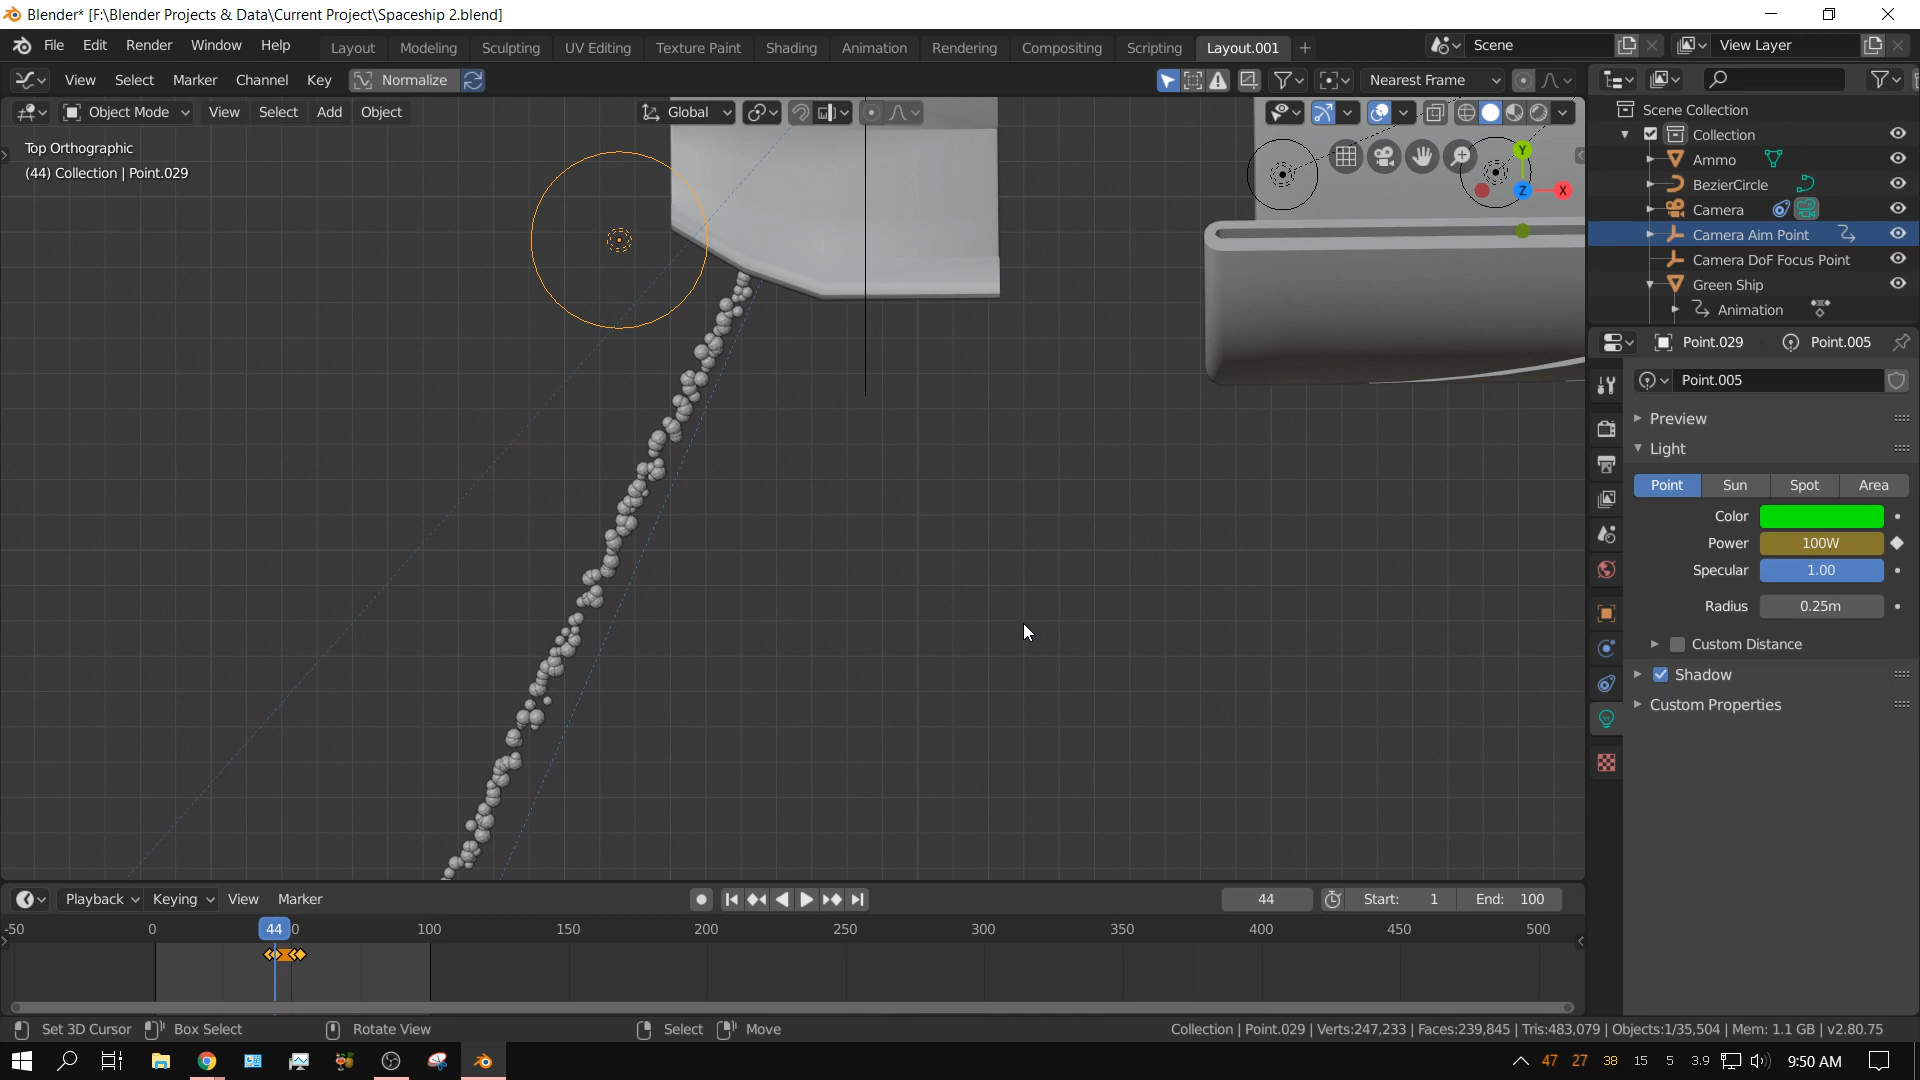 Blender* [F:\Blender Projects & Data\Current Project\Spaceship 2.blend]
File Edit Render Window Help Layout Modeling Sculpting UV Editing Texture Paint Shading Animation Rendering Compositing Scripting Layout.001 + Scene View Layer
View Select Marker Channel Key Normalize Nearest Frame
Object Mode View Select Add Object Global
Top Orthographic
(44) Collection | Point.029
Y
Z X
Scene Collection
Collection
Ammo
BezierCircle
Camera
Camera Aim Point
Camera DoF Focus Point
Green Ship
Animation
Point.029 Point.005
Point.005
Preview
Light
Point Sun Spot Area
Color
Power 100W
Specular 1.00
Radius 0.25m
Custom Distance
Shadow
Custom Properties
Playback Keying View Marker 44 Start: 1 End: 100
-50 0 44 0 100 150 200 250 300 350 400 450 500
Set 3D Cursor Box Select Rotate View Select Move Collection | Point.029 | Verts:247,233 | Faces:239,845 | Tris:483,079 | Objects:1/35,504 | Mem: 1.1 GB | v2.80.75
47 27 38 15 5 3.9 9:50 AM